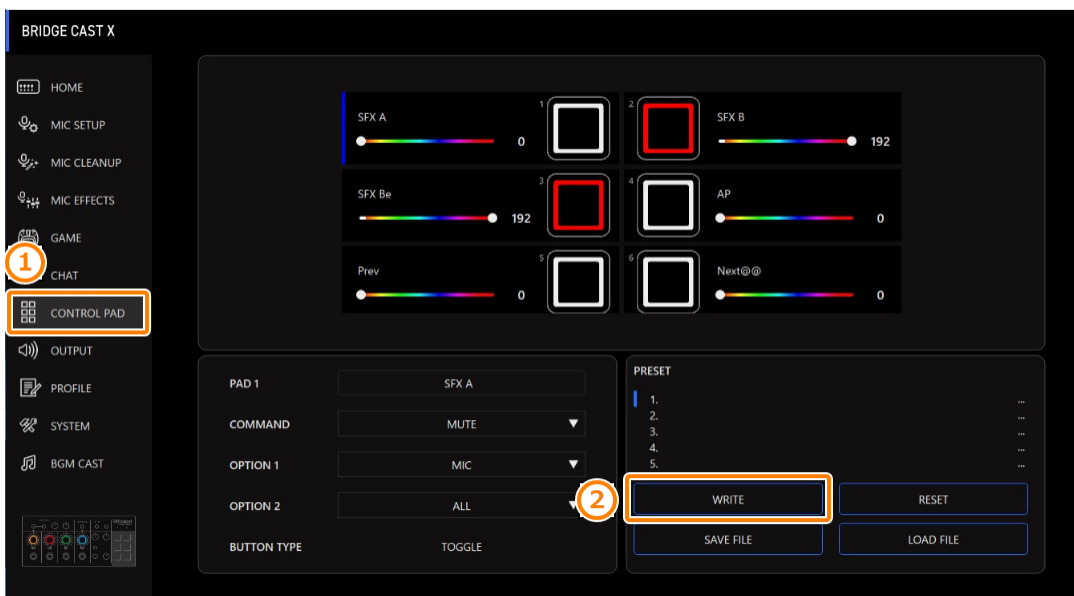 BRIDGE CAST X
HOME
MIC SETUP
MIC CLEANUP
MIC EFFECTS
GAME
1
CHAT
CONTROL PAD
OUTPUT
PROFILE
SYSTEM
BGM CAST
SFX A
0
1
2
SFX B
192
SFX Be
192
3
4
AP
0
Prev
0
5
6
Next@@
0
PAD 1 SFX A
COMMAND MUTE
OPTION 1 MIC
OPTION 2 ALL
BUTTON TYPE TOGGLE
PRESET
1. ...
2. ...
3. ...
4. ...
5. ...
2
WRITE RESET
SAVE FILE LOAD FILE